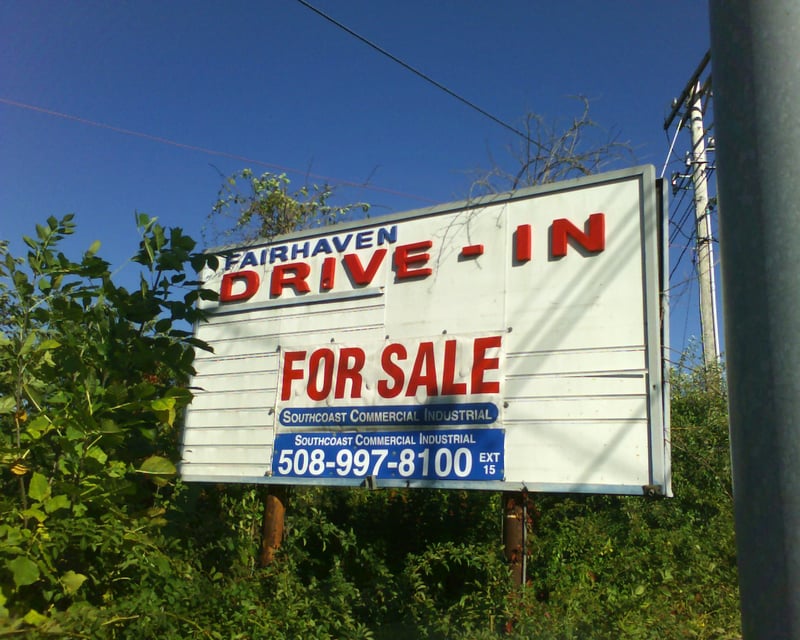 FAIRHAVEN
DRIVE-IN
FOR SALE
SOUTHCOAST COMMERCIAL INDUSTRIAL
SOUTHCOAST COMMERCIAL INDUSTRIAL
508-997-8100 EXT 15